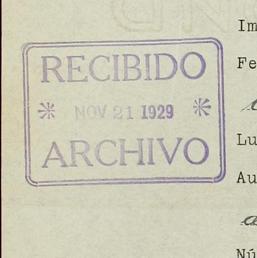 RECIBIDO
* NOV 21 1929 *
ARCHIVO
Im
Fe
Lu
Au
Nú